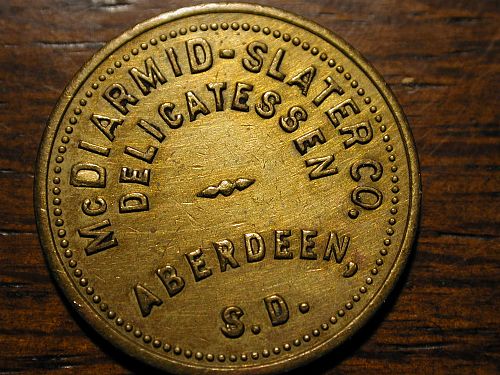 McDIARMID-SLATER CO.
DELICATESSEN
ABERDEEN,
S.D.